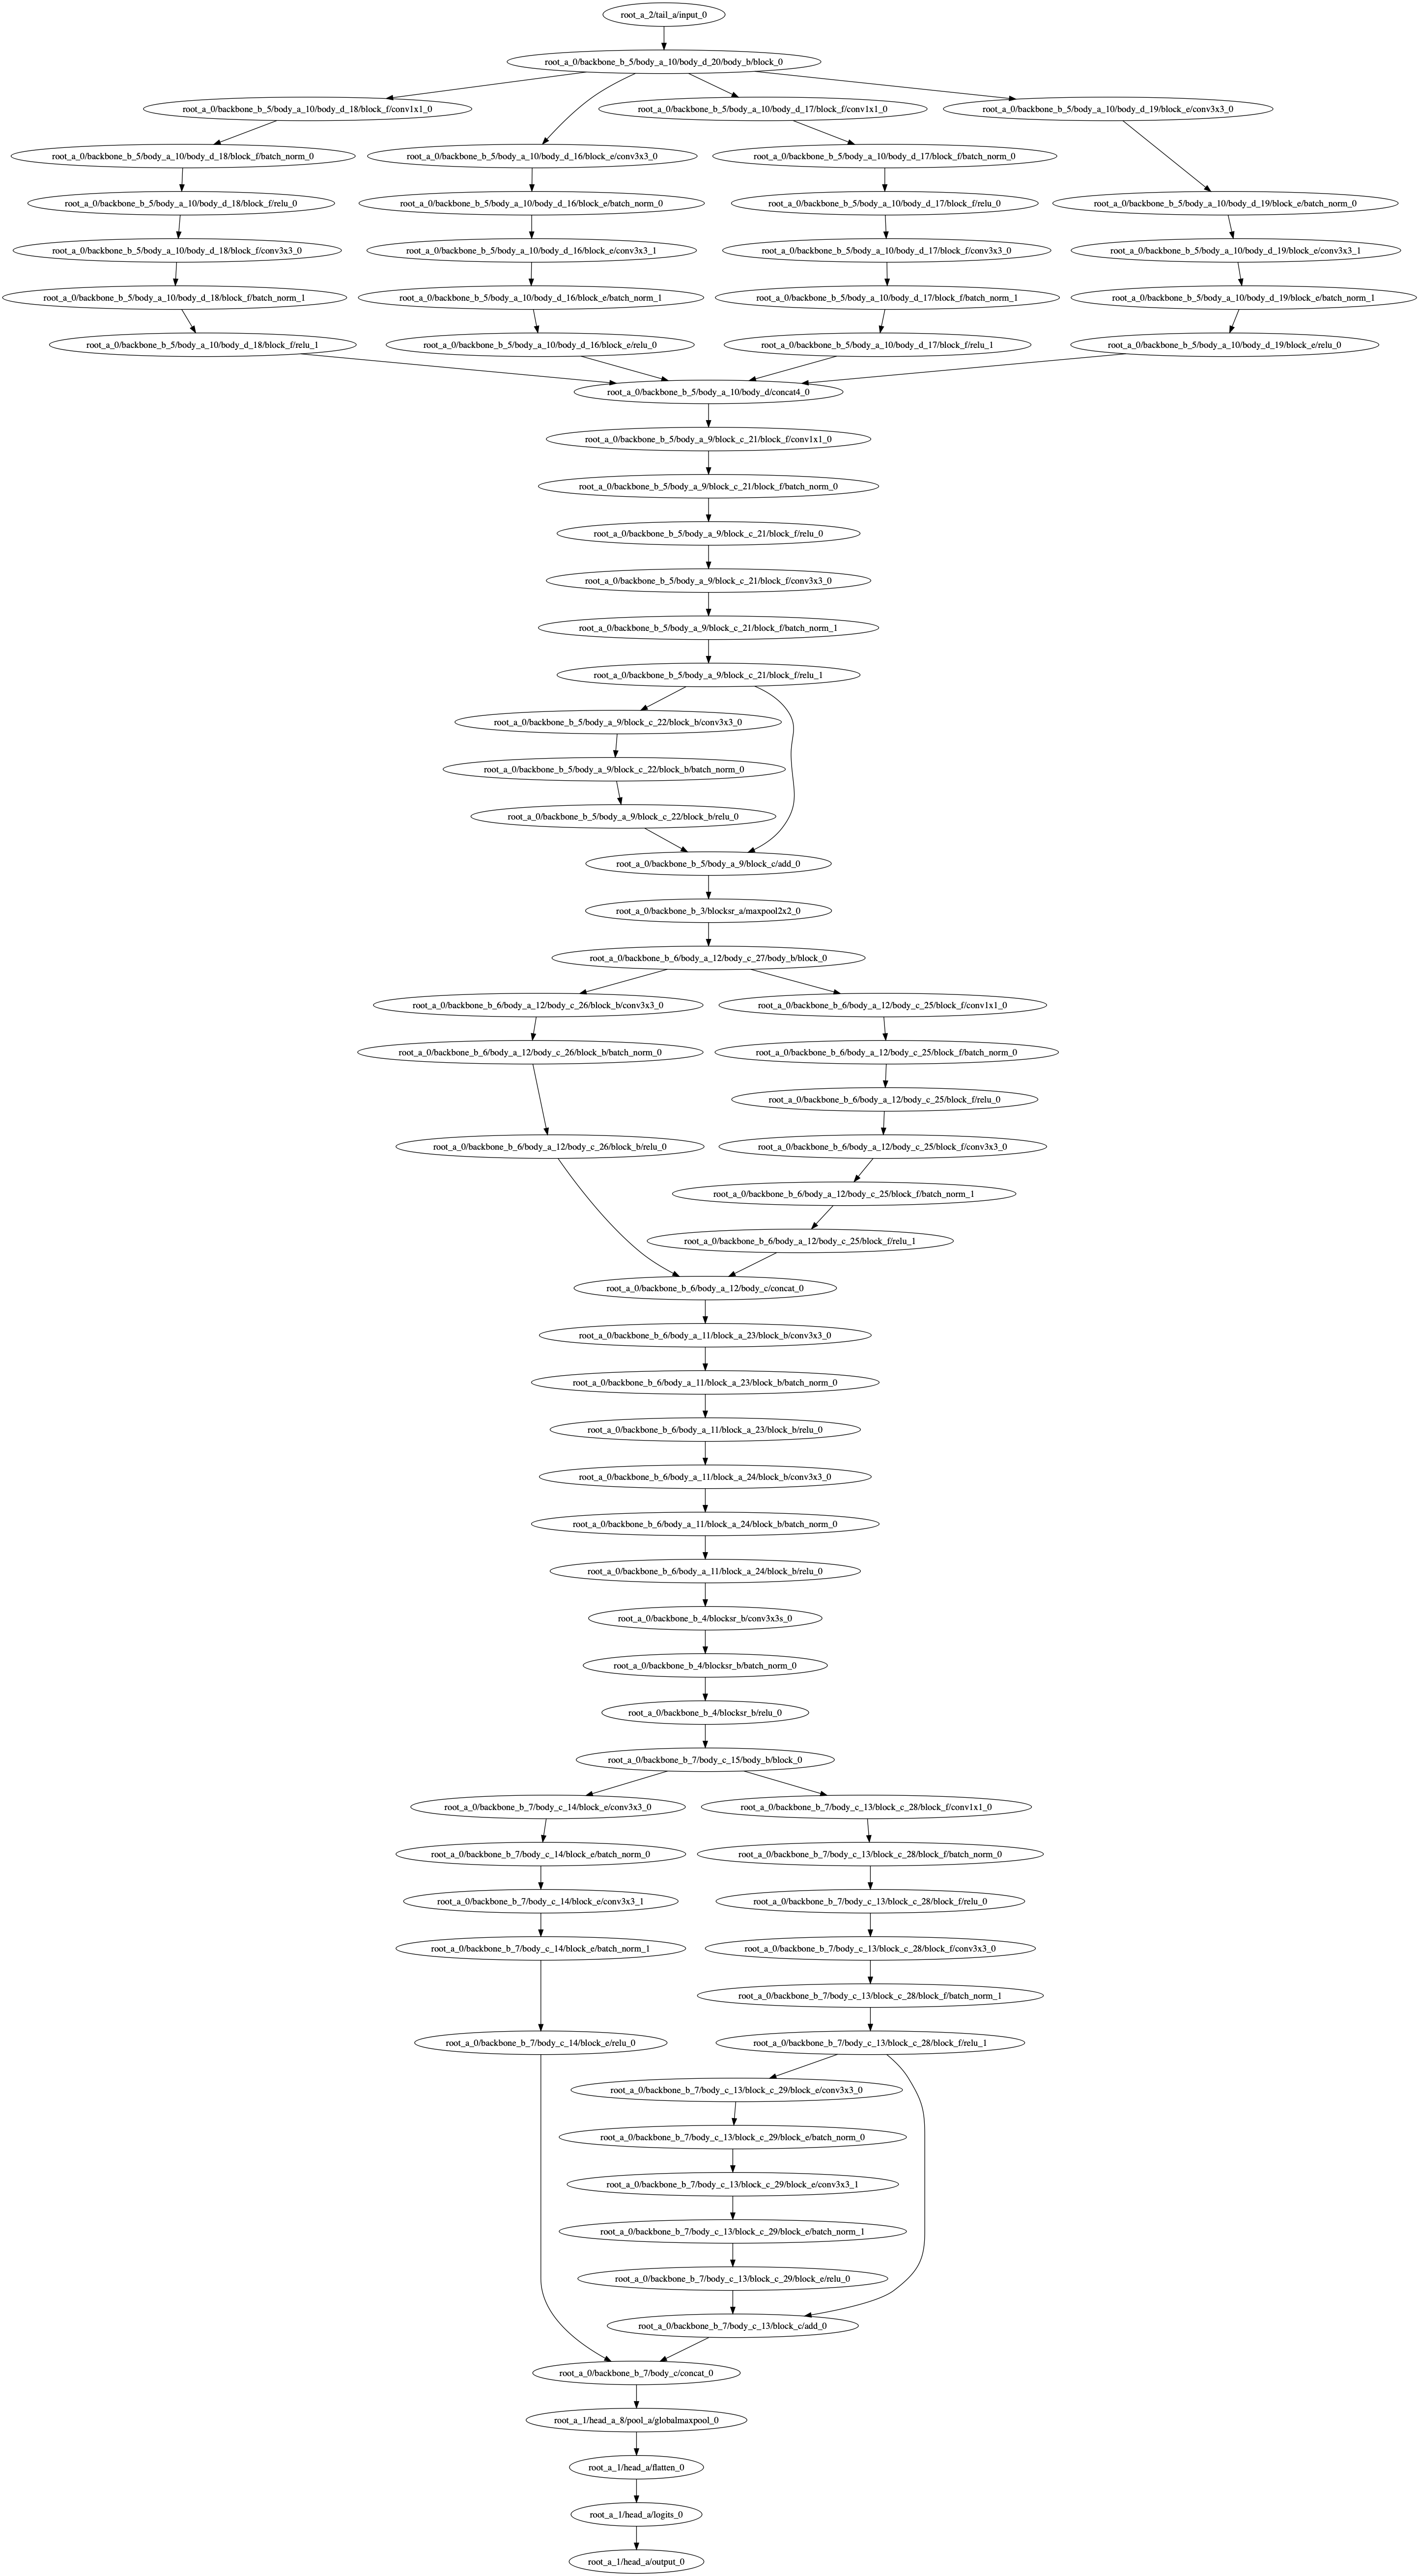 root_a_2/tail_a/input_0
root_a_0/backbone_b_5/body_a_10/body_d_20/body_b/block_0
root_a_0/backbone_b_5/body_a_10/body_d_18/block_f/conv1x1_0
root_a_0/backbone_b_5/body_a_10/body_d_17/block_f/conv1x1_0
root_a_0/backbone_b_5/body_a_10/body_d_19/block_e/conv3x3_0
root_a_0/backbone_b_5/body_a_10/body_d_18/block_f/batch_norm_0
root_a_0/backbone_b_5/body_a_10/body_d_16/block_e/conv3x3_0
root_a_0/backbone_b_5/body_a_10/body_d_17/block_f/batch_norm_0
root_a_0/backbone_b_5/body_a_10/body_d_18/block_f/relu_0
root_a_0/backbone_b_5/body_a_10/body_d_16/block_e/batch_norm_0
root_a_0/backbone_b_5/body_a_10/body_d_17/block_f/relu_0
root_a_0/backbone_b_5/body_a_10/body_d_19/block_e/batch_norm_0
root_a_0/backbone_b_5/body_a_10/body_d_18/block_f/conv3x3_0
root_a_0/backbone_b_5/body_a_10/body_d_16/block_e/conv3x3_1
root_a_0/backbone_b_5/body_a_10/body_d_17/block_f/conv3x3_0
root_a_0/backbone_b_5/body_a_10/body_d_19/block_e/conv3x3_1
root_a_0/backbone_b_5/body_a_10/body_d_18/block_f/batch_norm_1
root_a_0/backbone_b_5/body_a_10/body_d_16/block_e/batch_norm_1
root_a_0/backbone_b_5/body_a_10/body_d_17/block_f/batch_norm_1
root_a_0/backbone_b_5/body_a_10/body_d_19/block_e/batch_norm_1
root_a_0/backbone_b_5/body_a_10/body_d_18/block_f/relu_1
root_a_0/backbone_b_5/body_a_10/body_d_16/block_e/relu_0
root_a_0/backbone_b_5/body_a_10/body_d_17/block_f/relu_1
root_a_0/backbone_b_5/body_a_10/body_d_19/block_e/relu_0
root_a_0/backbone_b_5/body_a_10/body_d/concat4_0
root_a_0/backbone_b_5/body_a_9/block_c_21/block_f/conv1x1_0
root_a_0/backbone_b_5/body_a_9/block_c_21/block_f/batch_norm_0
root_a_0/backbone_b_5/body_a_9/block_c_21/block_f/relu_0
root_a_0/backbone_b_5/body_a_9/block_c_21/block_f/conv3x3_0
root_a_0/backbone_b_5/body_a_9/block_c_21/block_f/batch_norm_1
root_a_0/backbone_b_5/body_a_9/block_c_21/block_f/relu_1
root_a_0/backbone_b_5/body_a_9/block_c_22/block_b/conv3x3_0
root_a_0/backbone_b_5/body_a_9/block_c_22/block_b/batch_norm_0
root_a_0/backbone_b_5/body_a_9/block_c_22/block_b/relu_0
root_a_0/backbone_b_5/body_a_9/block_c/add_0
root_a_0/backbone_b_3/blocksr_a/maxpool2x2_0
root_a_0/backbone_b_6/body_a_12/body_c_27/body_b/block_0
root_a_0/backbone_b_6/body_a_12/body_c_26/block_b/conv3x3_0
root_a_0/backbone_b_6/body_a_12/body_c_25/block_f/conv1x1_0
root_a_0/backbone_b_6/body_a_12/body_c_26/block_b/batch_norm_0
root_a_0/backbone_b_6/body_a_12/body_c_25/block_f/batch_norm_0
root_a_0/backbone_b_6/body_a_12/body_c_25/block_f/relu_0
root_a_0/backbone_b_6/body_a_12/body_c_26/block_b/relu_0
root_a_0/backbone_b_6/body_a_12/body_c_25/block_f/conv3x3_0
root_a_0/backbone_b_6/body_a_12/body_c_25/block_f/batch_norm_1
root_a_0/backbone_b_6/body_a_12/body_c_25/block_f/relu_1
root_a_0/backbone_b_6/body_a_12/body_c/concat_0
root_a_0/backbone_b_6/body_a_11/block_a_23/block_b/conv3x3_0
root_a_0/backbone_b_6/body_a_11/block_a_23/block_b/batch_norm_0
root_a_0/backbone_b_6/body_a_11/block_a_23/block_b/relu_0
root_a_0/backbone_b_6/body_a_11/block_a_24/block_b/conv3x3_0
root_a_0/backbone_b_6/body_a_11/block_a_24/block_b/batch_norm_0
root_a_0/backbone_b_6/body_a_11/block_a_24/block_b/relu_0
root_a_0/backbone_b_4/blocksr_b/conv3x3s_0
root_a_0/backbone_b_4/blocksr_b/batch_norm_0
root_a_0/backbone_b_4/blocksr_b/relu_0
root_a_0/backbone_b_7/body_c_15/body_b/block_0
root_a_0/backbone_b_7/body_c_14/block_e/conv3x3_0
root_a_0/backbone_b_7/body_c_13/block_c_28/block_f/conv1x1_0
root_a_0/backbone_b_7/body_c_14/block_e/batch_norm_0
root_a_0/backbone_b_7/body_c_13/block_c_28/block_f/batch_norm_0
root_a_0/backbone_b_7/body_c_14/block_e/conv3x3_1
root_a_0/backbone_b_7/body_c_13/block_c_28/block_f/relu_0
root_a_0/backbone_b_7/body_c_14/block_e/batch_norm_1
root_a_0/backbone_b_7/body_c_13/block_c_28/block_f/conv3x3_0
root_a_0/backbone_b_7/body_c_13/block_c_28/block_f/batch_norm_1
root_a_0/backbone_b_7/body_c_14/block_e/relu_0
root_a_0/backbone_b_7/body_c_13/block_c_28/block_f/relu_1
root_a_0/backbone_b_7/body_c_13/block_c_29/block_e/conv3x3_0
root_a_0/backbone_b_7/body_c_13/block_c_29/block_e/batch_norm_0
root_a_0/backbone_b_7/body_c_13/block_c_29/block_e/conv3x3_1
root_a_0/backbone_b_7/body_c_13/block_c_29/block_e/batch_norm_1
root_a_0/backbone_b_7/body_c_13/block_c_29/block_e/relu_0
root_a_0/backbone_b_7/body_c_13/block_c/add_0
root_a_0/backbone_b_7/body_c/concat_0
root_a_1/head_a_8/pool_a/globalmaxpool_0
root_a_1/head_a/flatten_0
root_a_1/head_a/logits_0
root_a_1/head_a/output_0